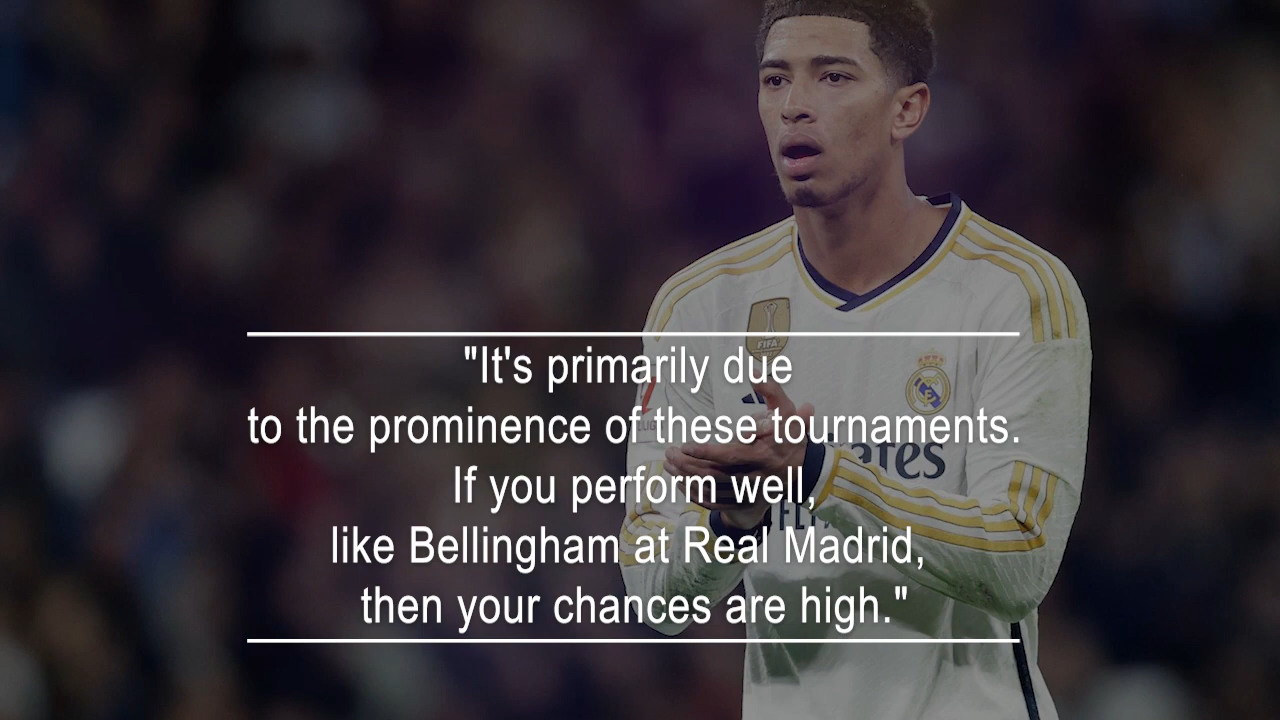 FIFA
"It's primarily due
to the prominence of these tournaments.
If you perform well,
like Bellingham at Real Madrid,
then your chances are high."